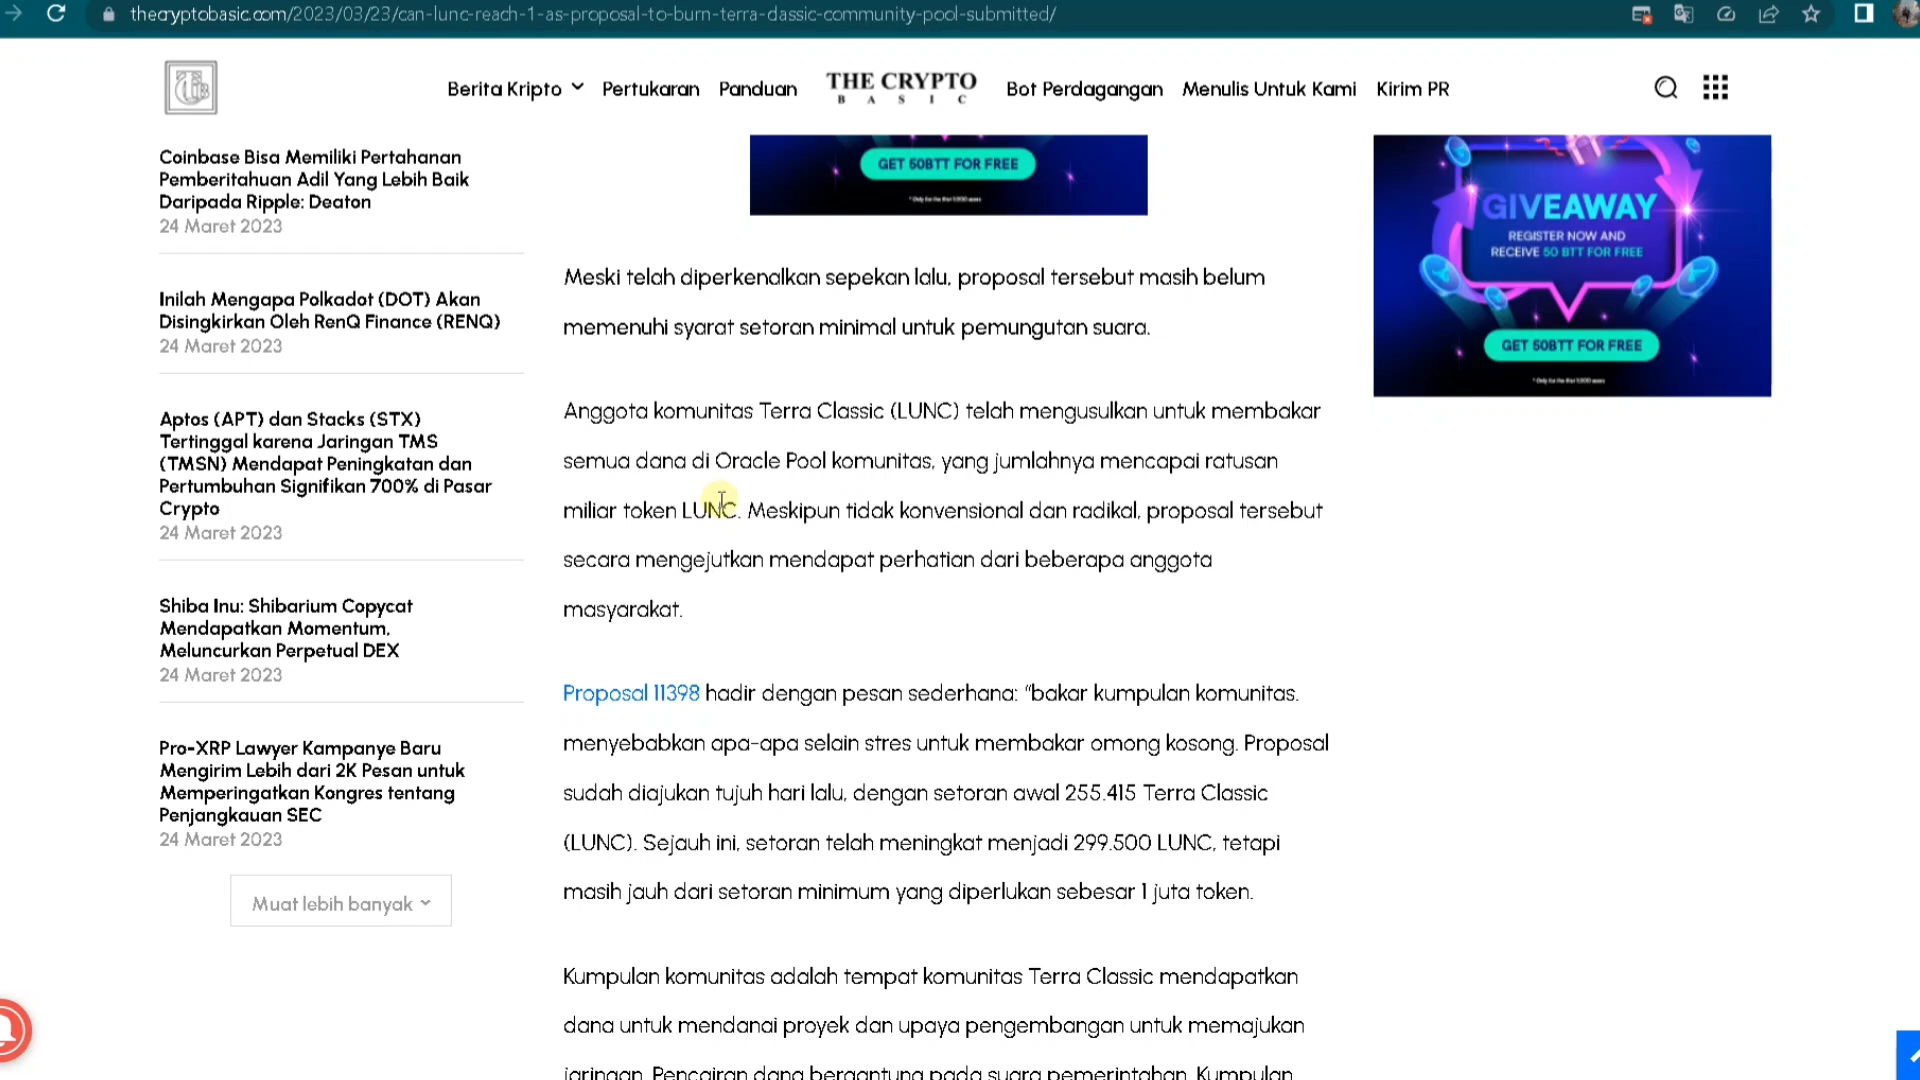 thecryptobasic.com/2023/03/23/can-lunc-reach-1-as-proposal-to-burn-terra-classic-community-pool-submitted/
Berita Kripto
Pertukaran
Panduan
THE CRYPTO
BASIC
Bot Perdagangan
Menulis Untuk Kami
Kirim PR
Coinbase Bisa Memiliki Pertahanan
Pemberitahuan Adil Yang Lebih Baik
Daripada Ripple: Deaton
24 Maret 2023
Inilah Mengapa Polkadot (DOT) Akan
Disingkirkan Oleh RenQ Finance (RENQ)
24 Maret 2023
Aptos (APT) dan Stacks (STX)
Tertinggal karena Jaringan TMS
(TMSN) Mendapat Peningkatan dan
Pertumbuhan Signifikan 700% di Pasar
Crypto
24 Maret 2023
Shiba Inu: Shibarium Copycat
Mendapatkan Momentum,
Meluncurkan Perpetual DEX
24 Maret 2023
Pro-XRP Lawyer Kampanye Baru
Mengirim Lebih dari 2K Pesan untuk
Memperingatkan Kongres tentang
Penjangkauan SEC
24 Maret 2023
Muat lebih banyak
GET 50BTT FOR FREE
Meski telah diperkenalkan sepekan lalu, proposal tersebut masih belum
memenuhi syarat setoran minimal untuk pemungutan suara.
Anggota komunitas Terra Classic (LUNC) telah mengusulkan untuk membakar
semua dana di Oracle Pool komunitas, yang jumlahnya mencapai ratusan
miliar token LUNC. Meskipun tidak konvensional dan radikal, proposal tersebut
secara mengejutkan mendapat perhatian dari beberapa anggota
masyarakat.
Proposal 11398 hadir dengan pesan sederhana: “bakar kumpulan komunitas.
menyebabkan apa-apa selain stres untuk membakar omong kosong. Proposal
sudah diajukan tujuh hari lalu, dengan setoran awal 255.415 Terra Classic
(LUNC). Sejauh ini, setoran telah meningkat menjadi 299.500 LUNC, tetapi
masih jauh dari setoran minimum yang diperlukan sebesar 1 juta token.
Kumpulan komunitas adalah tempat komunitas Terra Classic mendapatkan
dana untuk mendanai proyek dan upaya pengembangan untuk memajukan
jaringan. Pencairan dana bergantung pada suara pemerintahan. Kumpulan
GIVEAWAY
REGISTER NOW AND
RECEIVE 50 BTT FOR FREE
GET 50BTT FOR FREE